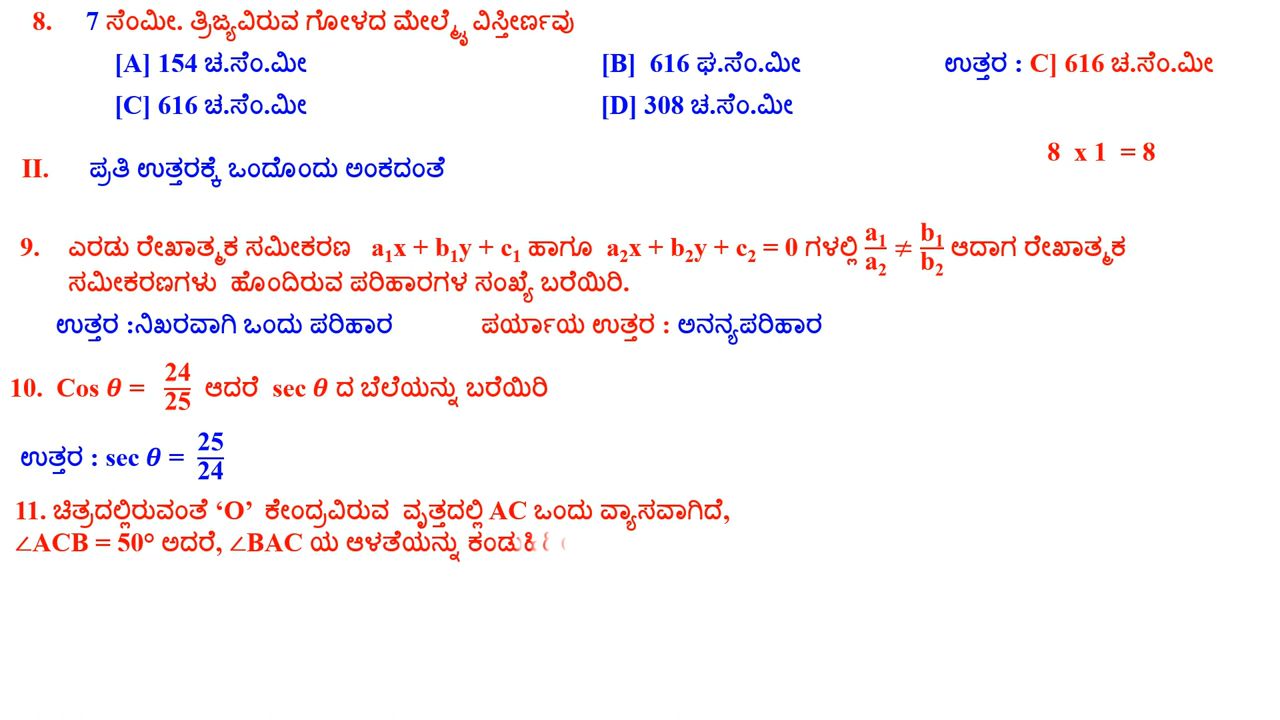 8. 7 ಸೆಂಮೀ. ತ್ರಿಜ್ಯವಿರುವ ಗೋಳದ ಮೇಲ್ಮೈ ವಿಸ್ತೀರ್ಣವು
[A] 154 ಚ.ಸೆಂ.ಮೀ [B] 616 ಘ.ಸೆಂ.ಮೀ ಉತ್ತರ : C] 616 ಚ.ಸೆಂ.ಮೀ
[C] 616 ಚ.ಸೆಂ.ಮೀ [D] 308 ಚ.ಸೆಂ.ಮೀ
8 x 1 = 8
II. ಪ್ರತಿ ಉತ್ತರಕ್ಕೆ ಒಂದೊಂದು ಅಂಕದಂತೆ
9. ಎರಡು ರೇಖಾತ್ಮಕ ಸಮೀಕರಣ a₁x + b₁y + c₁ ಹಾಗೂ a₂x + b₂y + c₂ = 0 ಗಳಲ್ಲಿ a₁/a₂ ≠ b₁/b₂ ಆದಾಗ ರೇಖಾತ್ಮಕ
ಸಮೀಕರಣಗಳು ಹೊಂದಿರುವ ಪರಿಹಾರಗಳ ಸಂಖ್ಯೆ ಬರೆಯಿರಿ.
ಉತ್ತರ :ನಿಖರವಾಗಿ ಒಂದು ಪರಿಹಾರ ಪರ್ಯಾಯ ಉತ್ತರ : ಅನನ್ಯಪರಿಹಾರ
10. Cos θ = 24/25 ಆದರೆ sec θ ದ ಬೆಲೆಯನ್ನು ಬರೆಯಿರಿ
ಉತ್ತರ : sec θ = 25/24
11. ಚಿತ್ರದಲ್ಲಿರುವಂತೆ ‘O’ ಕೇಂದ್ರವಿರುವ ವೃತ್ತದಲ್ಲಿ AC ಒಂದು ವ್ಯಾಸವಾಗಿದೆ,
∠ACB = 50° ಅದರೆ, ∠BAC ಯ ಆಳತೆಯನ್ನು